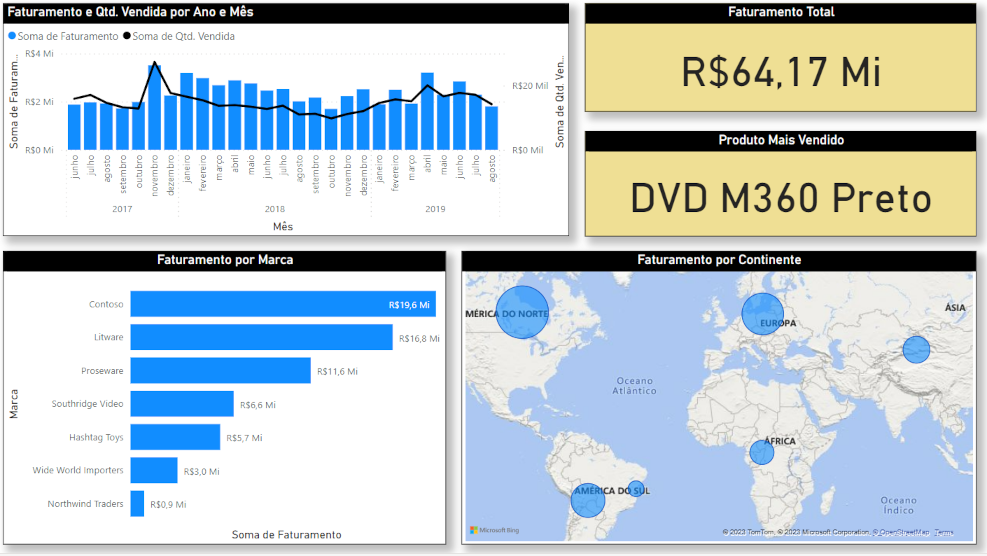 Faturamento e Qtd. Vendida por Ano e Mês
Soma de Faturamento Soma de Qtd. Vendida
Soma de Faturam...
R$4 Mi
R$2 Mi
R$0 Mi
R$20 Mil
R$0 Mil
Soma de Qtd. Ven...
junho julho agosto setembro outubro novembro dezembro janeiro fevereiro março abril maio junho julho agosto setembro outubro novembro dezembro janeiro fevereiro março abril maio junho julho agosto
2017 2018 2019
Mês
Faturamento Total
R$64,17 Mi
Produto Mais Vendido
DVD M360 Preto
Faturamento por Marca
Marca
Contoso R$19,6 Mi
Litware R$16,8 Mi
Proseware R$11,6 Mi
Southridge Video R$6,6 Mi
Hashtag Toys R$5,7 Mi
Wide World Importers R$3,0 Mi
Northwind Traders R$0,9 Mi
Soma de Faturamento
Faturamento por Continente
MÉRICA DO NORTE
EUROPA
ÁSIA
Oceano
Atlântico
ÁFRICA
AMÉRICA DO SUL
Oceano
Índico
Microsoft Bing
© 2023 TomTom, © 2023 Microsoft Corporation, © OpenStreetMap Terms